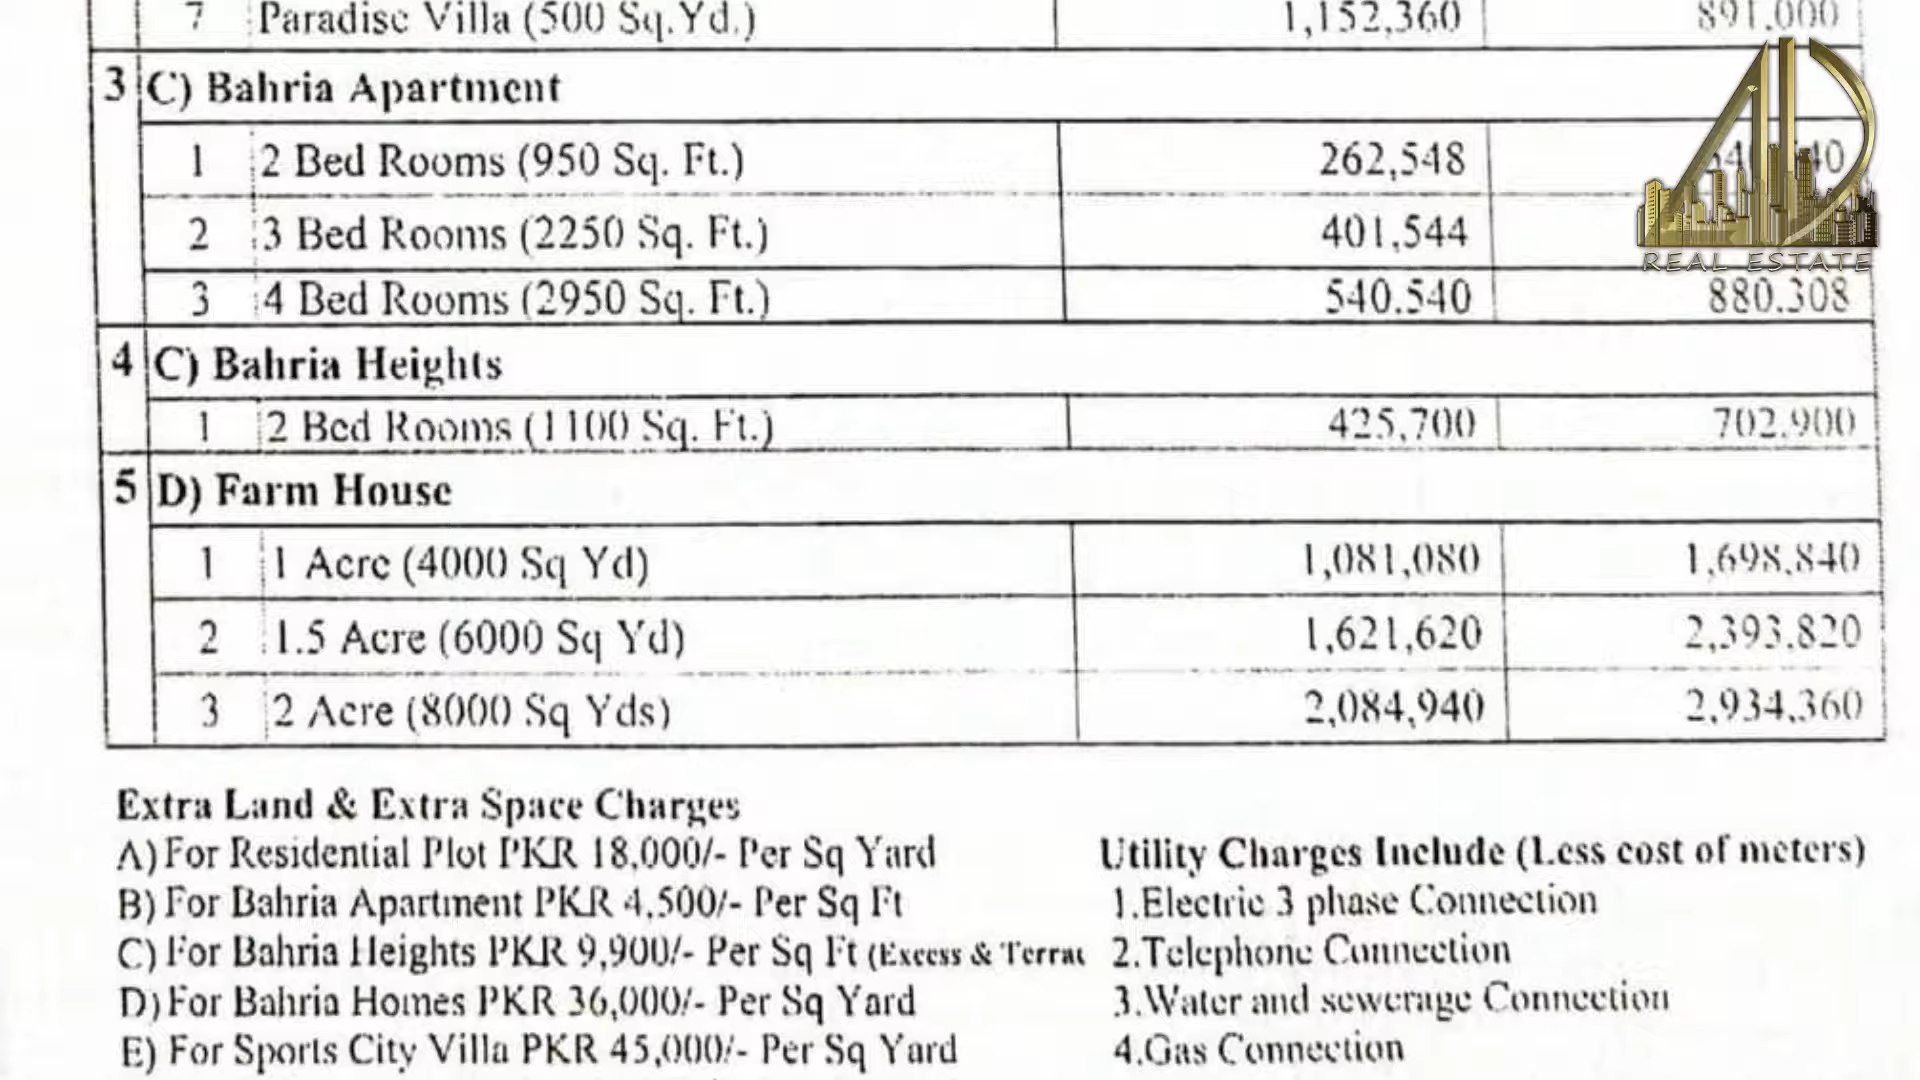 7 Paradise Villa (500 Sq.Yd.) 1,152,360 891,000
3 C) Bahria Apartment
1 2 Bed Rooms (950 Sq. Ft.) 262,548
2 3 Bed Rooms (2250 Sq. Ft.) 401,544
3 4 Bed Rooms (2950 Sq. Ft.) 540.540 880.308
4 C) Bahria Heights
1 2 Bed Rooms (1100 Sq. Ft.) 425,700 702.900
5 D) Farm House
1 1 Acre (4000 Sq Yd) 1,081,080 1,698,840
2 1.5 Acre (6000 Sq Yd) 1,621,620 2,393,820
3 2 Acre (8000 Sq Yds) 2,084,940 2,934,360
REAL ESTATE
Extra Land & Extra Space Charges
A) For Residential Plot PKR 18,000/- Per Sq Yard
B) For Bahria Apartment PKR 4,500/- Per Sq Ft
C) For Bahria Heights PKR 9,900/- Per Sq Ft (Excess &
D) For Bahria Homes PKR 36,000/- Per Sq Yard
E) For Sports City Villa PKR 45,000/- Per Sq Yard
Utility Charges Include (Less cost of meters)
1.Electric 3 phase Connection
2.Telephone Connection
3.Water and sewerage Connection
4.Gas Connection